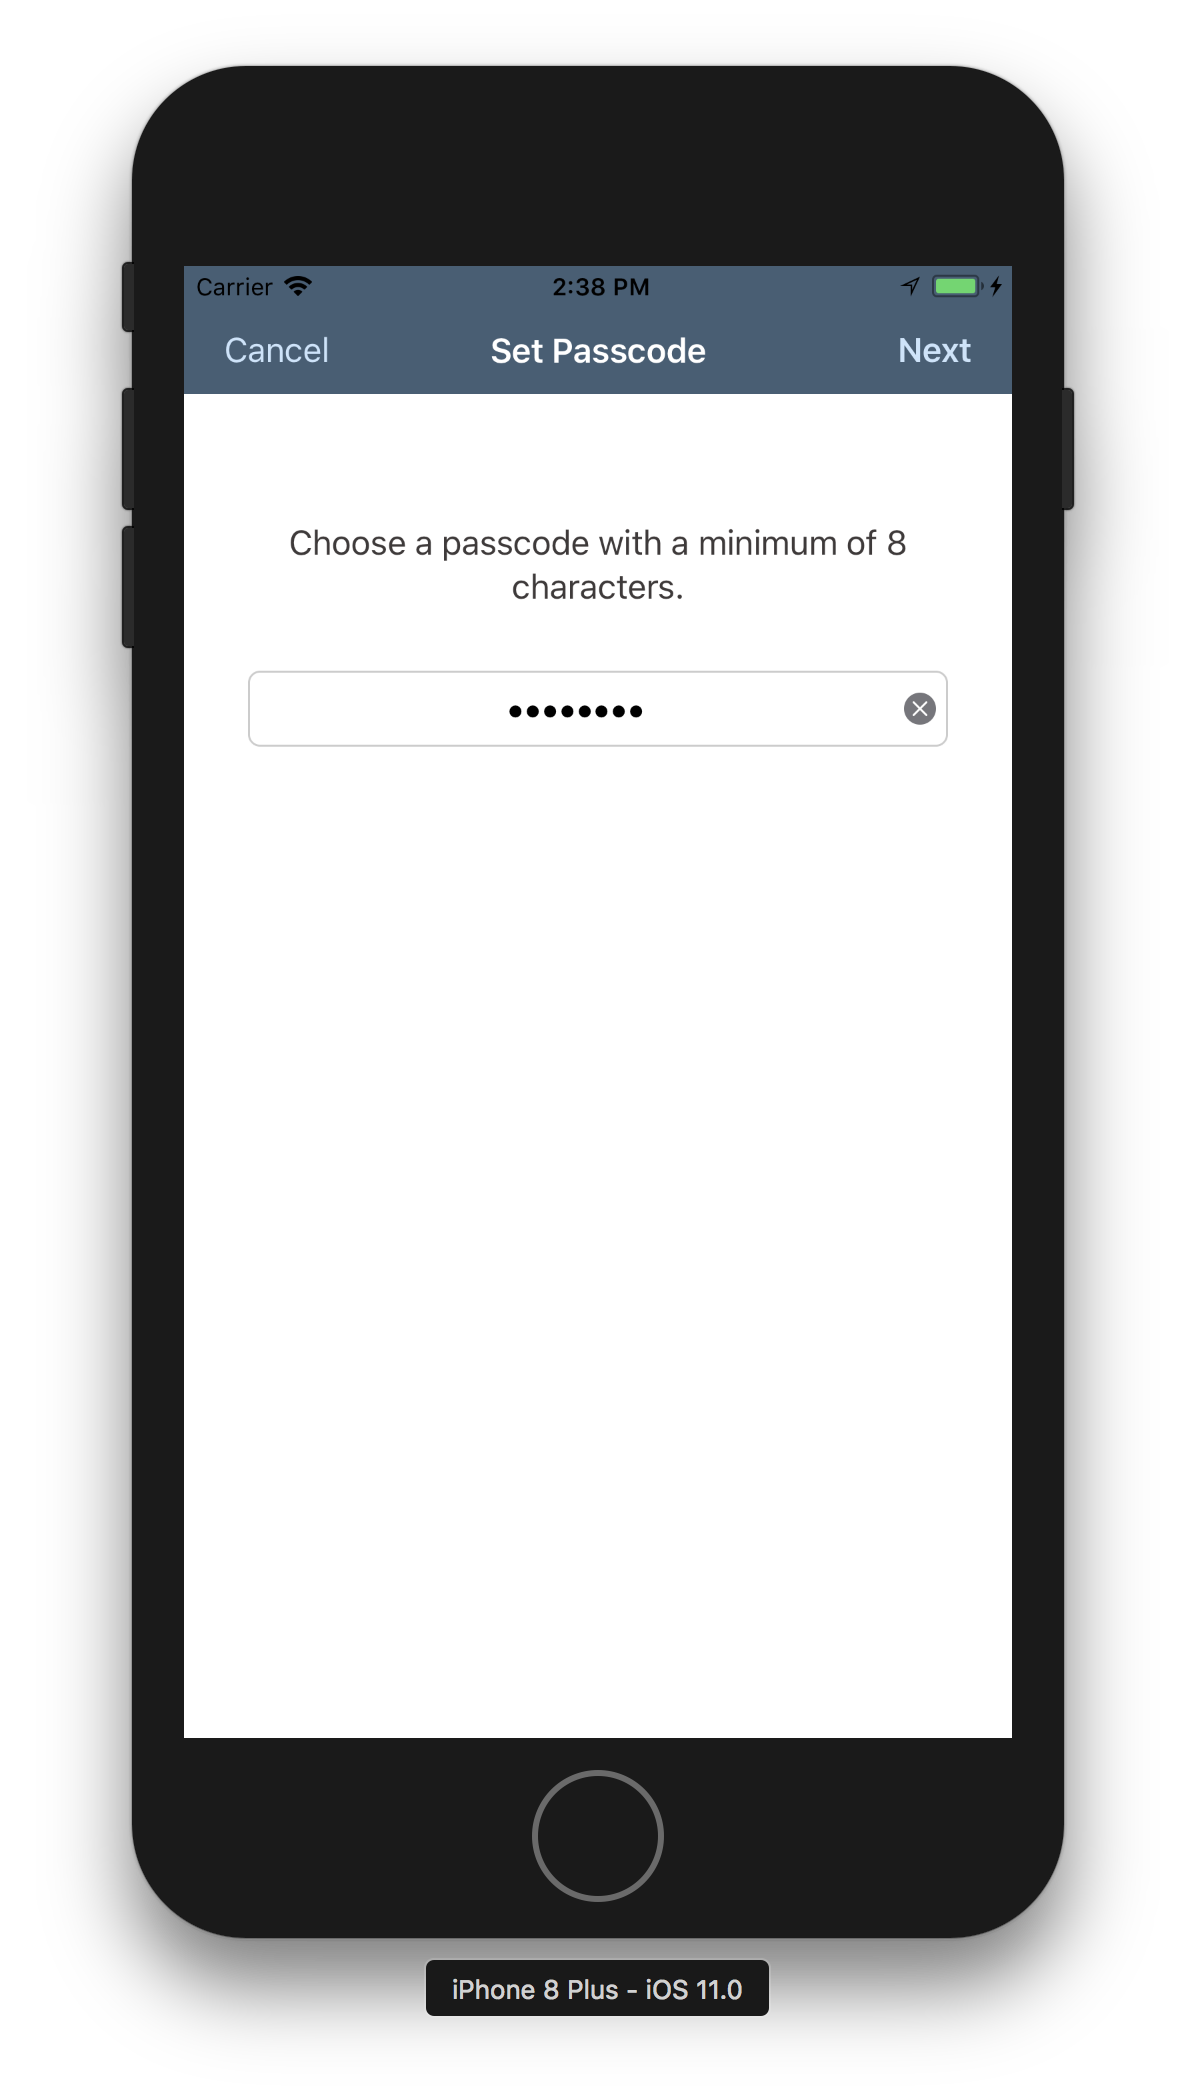 Carrier 2:38 PM
Cancel Set Passcode Next
Choose a passcode with a minimum of 8
characters.
••••••••
iPhone 8 Plus - iOS 11.0